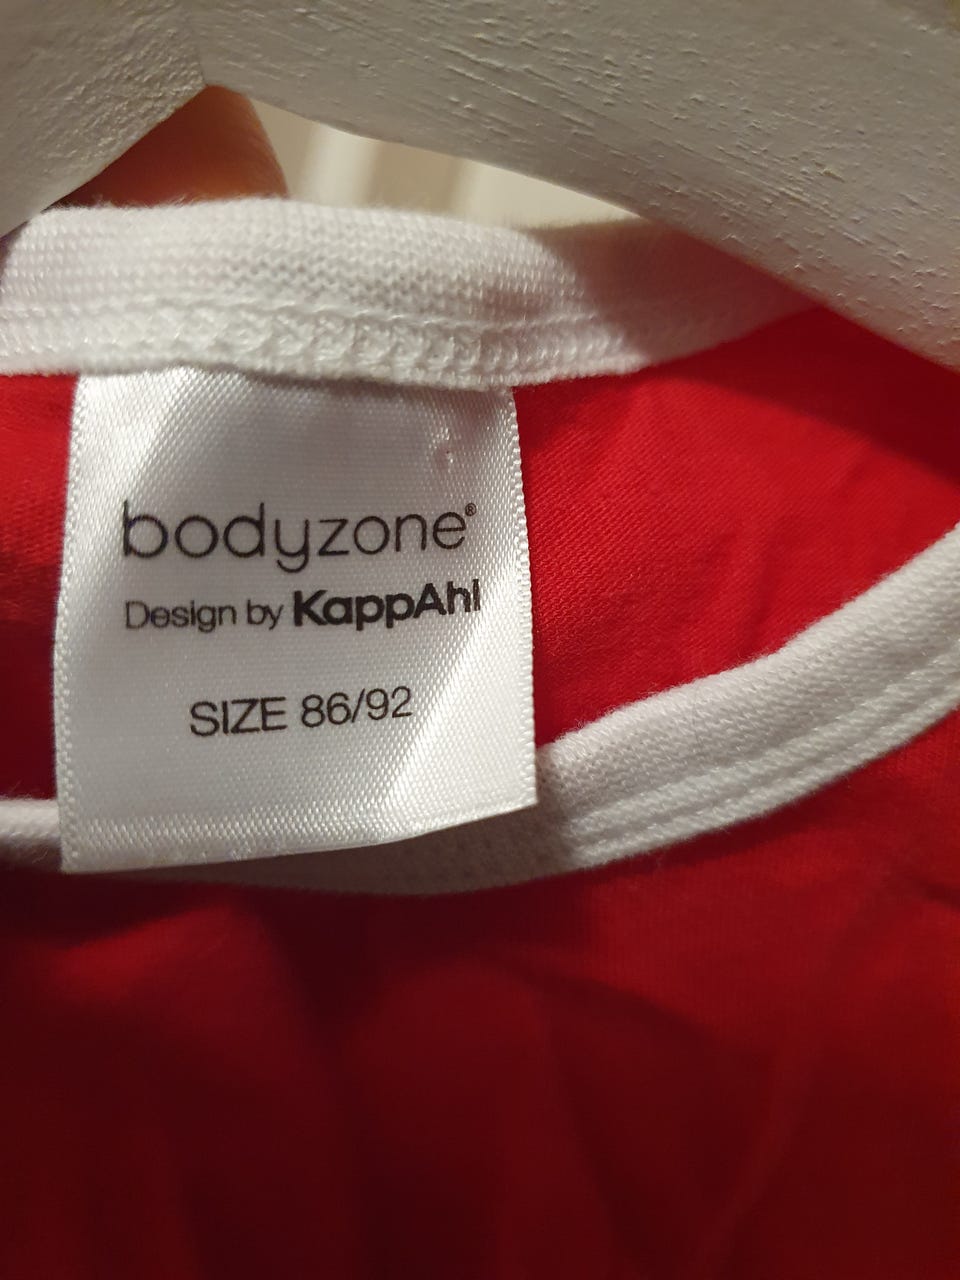 bodyzone®
Design by KappAhl
SIZE 86/92